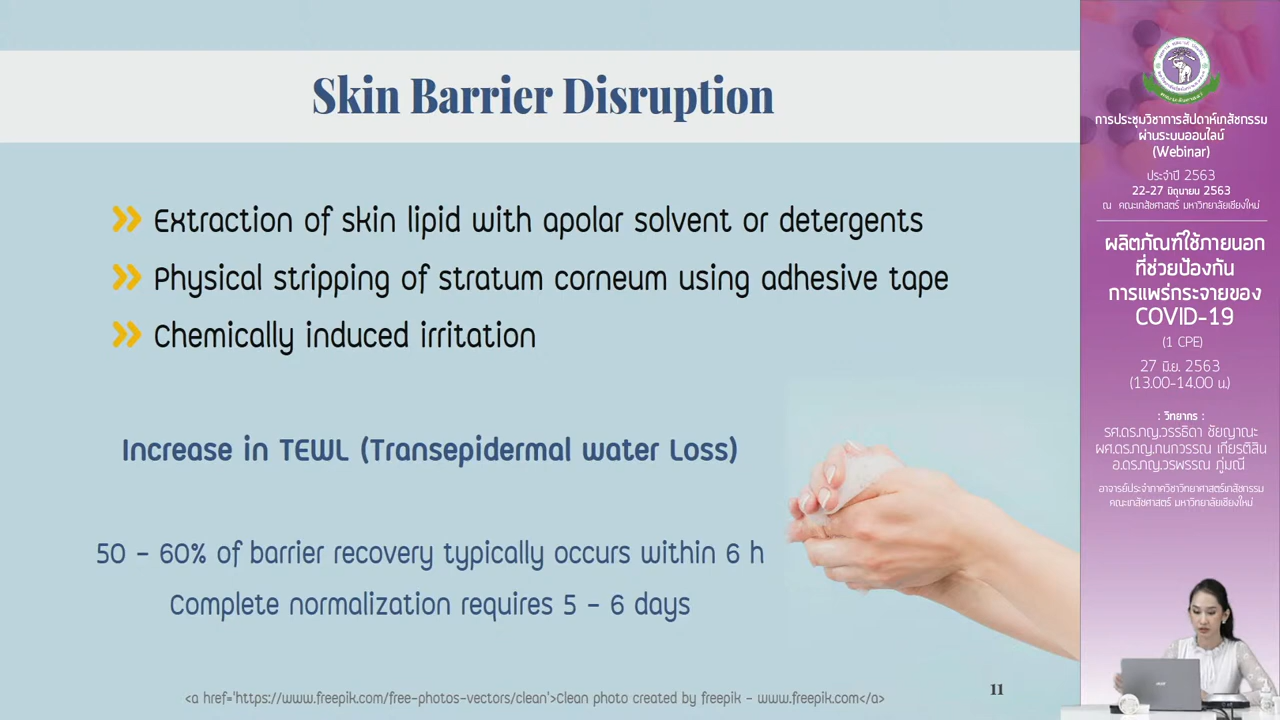 Skin Barrier Disruption
Extraction of skin lipid with apolar solvent or detergents
Physical stripping of stratum corneum using adhesive tape
Chemically induced irritation
Increase in TEWL (Transepidermal water Loss)
50 - 60% of barrier recovery typically occurs within 6 h
Complete normalization requires 5 - 6 days
<a href='https://www.freepik.com/free-photos-vectors/clean'>Clean photo created by freepik - www.freepik.com</a>
11
การประชุมวิชาการสัปดาห์เภสัชกรรม
ผ่านระบบออนไลน์
(Webinar)
ประจำปี 2563
22-27 มิถุนายน 2563
ณ คณะเภสัชศาสตร์ มหาวิทยาลัยเชียงใหม่
ผลิตภัณฑ์ใช้ภายนอก
ที่ช่วยป้องกัน
การแพร่กระจายของ
COVID-19
(1 CPE)
27 มิ.ย. 2563
(13.00-14.00 น.)
: วิทยากร :
รศ.ดร.ภญ.วรรธิดา ชัยญาณะ
ผศ.ดร.ภญ.กนกวรรณ เกียรติสิน
อ.ดร.ภญ.วรพรรณ ภู่มณี
อาจารย์ประจำภาควิชาวิทยาศาสตร์เภสัชกรรม
คณะเภสัชศาสตร์ มหาวิทยาลัยเชียงใหม่